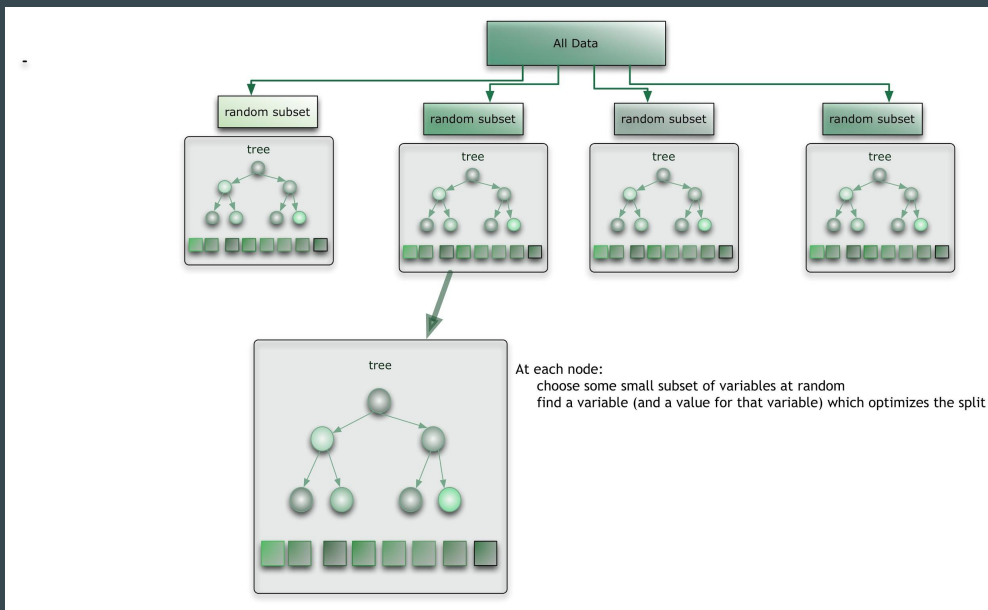 -
All Data
random subset
random subset
random subset
random subset
tree
tree
tree
tree
tree
At each node:
choose some small subset of variables at random
find a variable (and a value for that variable) which optimizes the split